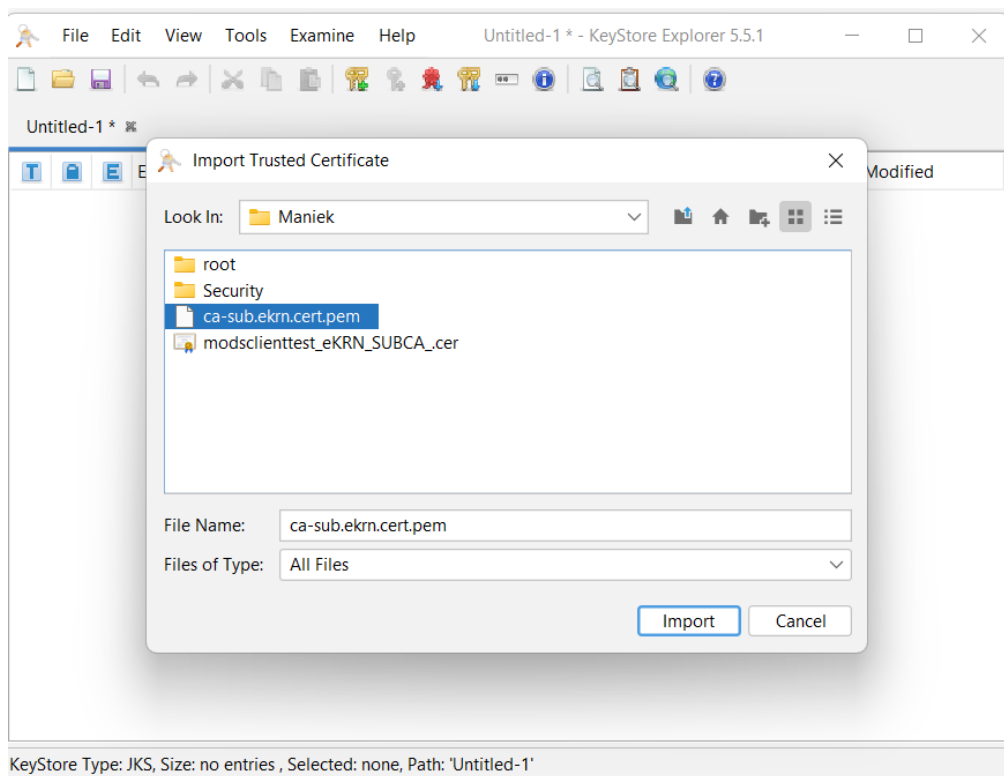 File Edit View Tools Examine Help Untitled-1 * - KeyStore Explorer 5.5.1
Untitled-1 *
T E E Modified
Import Trusted Certificate
Look In: Maniek
root
Security
ca-sub.ekrn.cert.pem
modsclienttest_eKRN_SUBCA_.cer
File Name: ca-sub.ekrn.cert.pem
Files of Type: All Files
Import Cancel
KeyStore Type: JKS, Size: no entries , Selected: none, Path: 'Untitled-1'